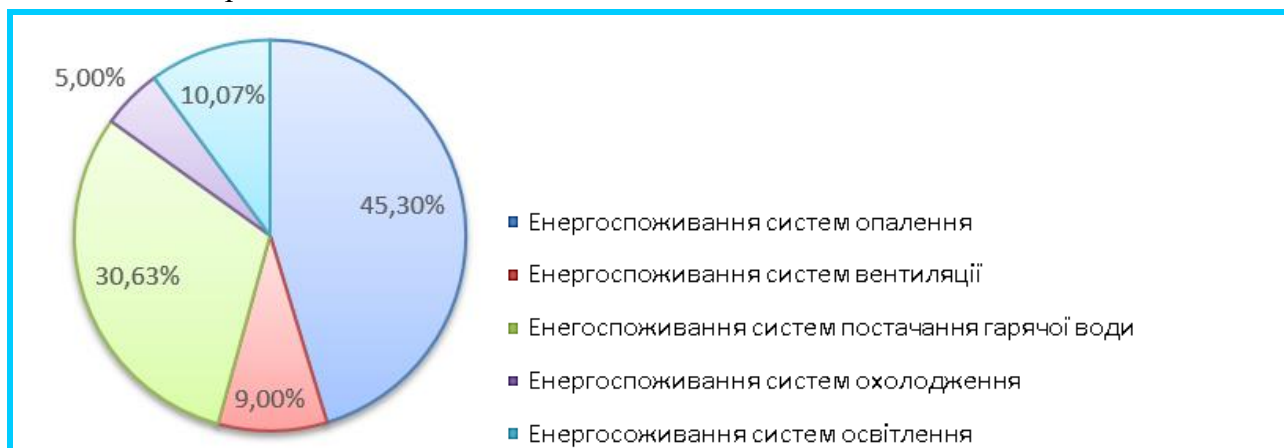 5,00%
10,07%
45,30%
30,63%
9,00%
Енергоспоживання систем опалення
Енергоспоживання систем вентиляції
Енегоспоживання систем постачання гарячої води
Енергоспоживання систем охолодження
Енергосоживання систем освітлення